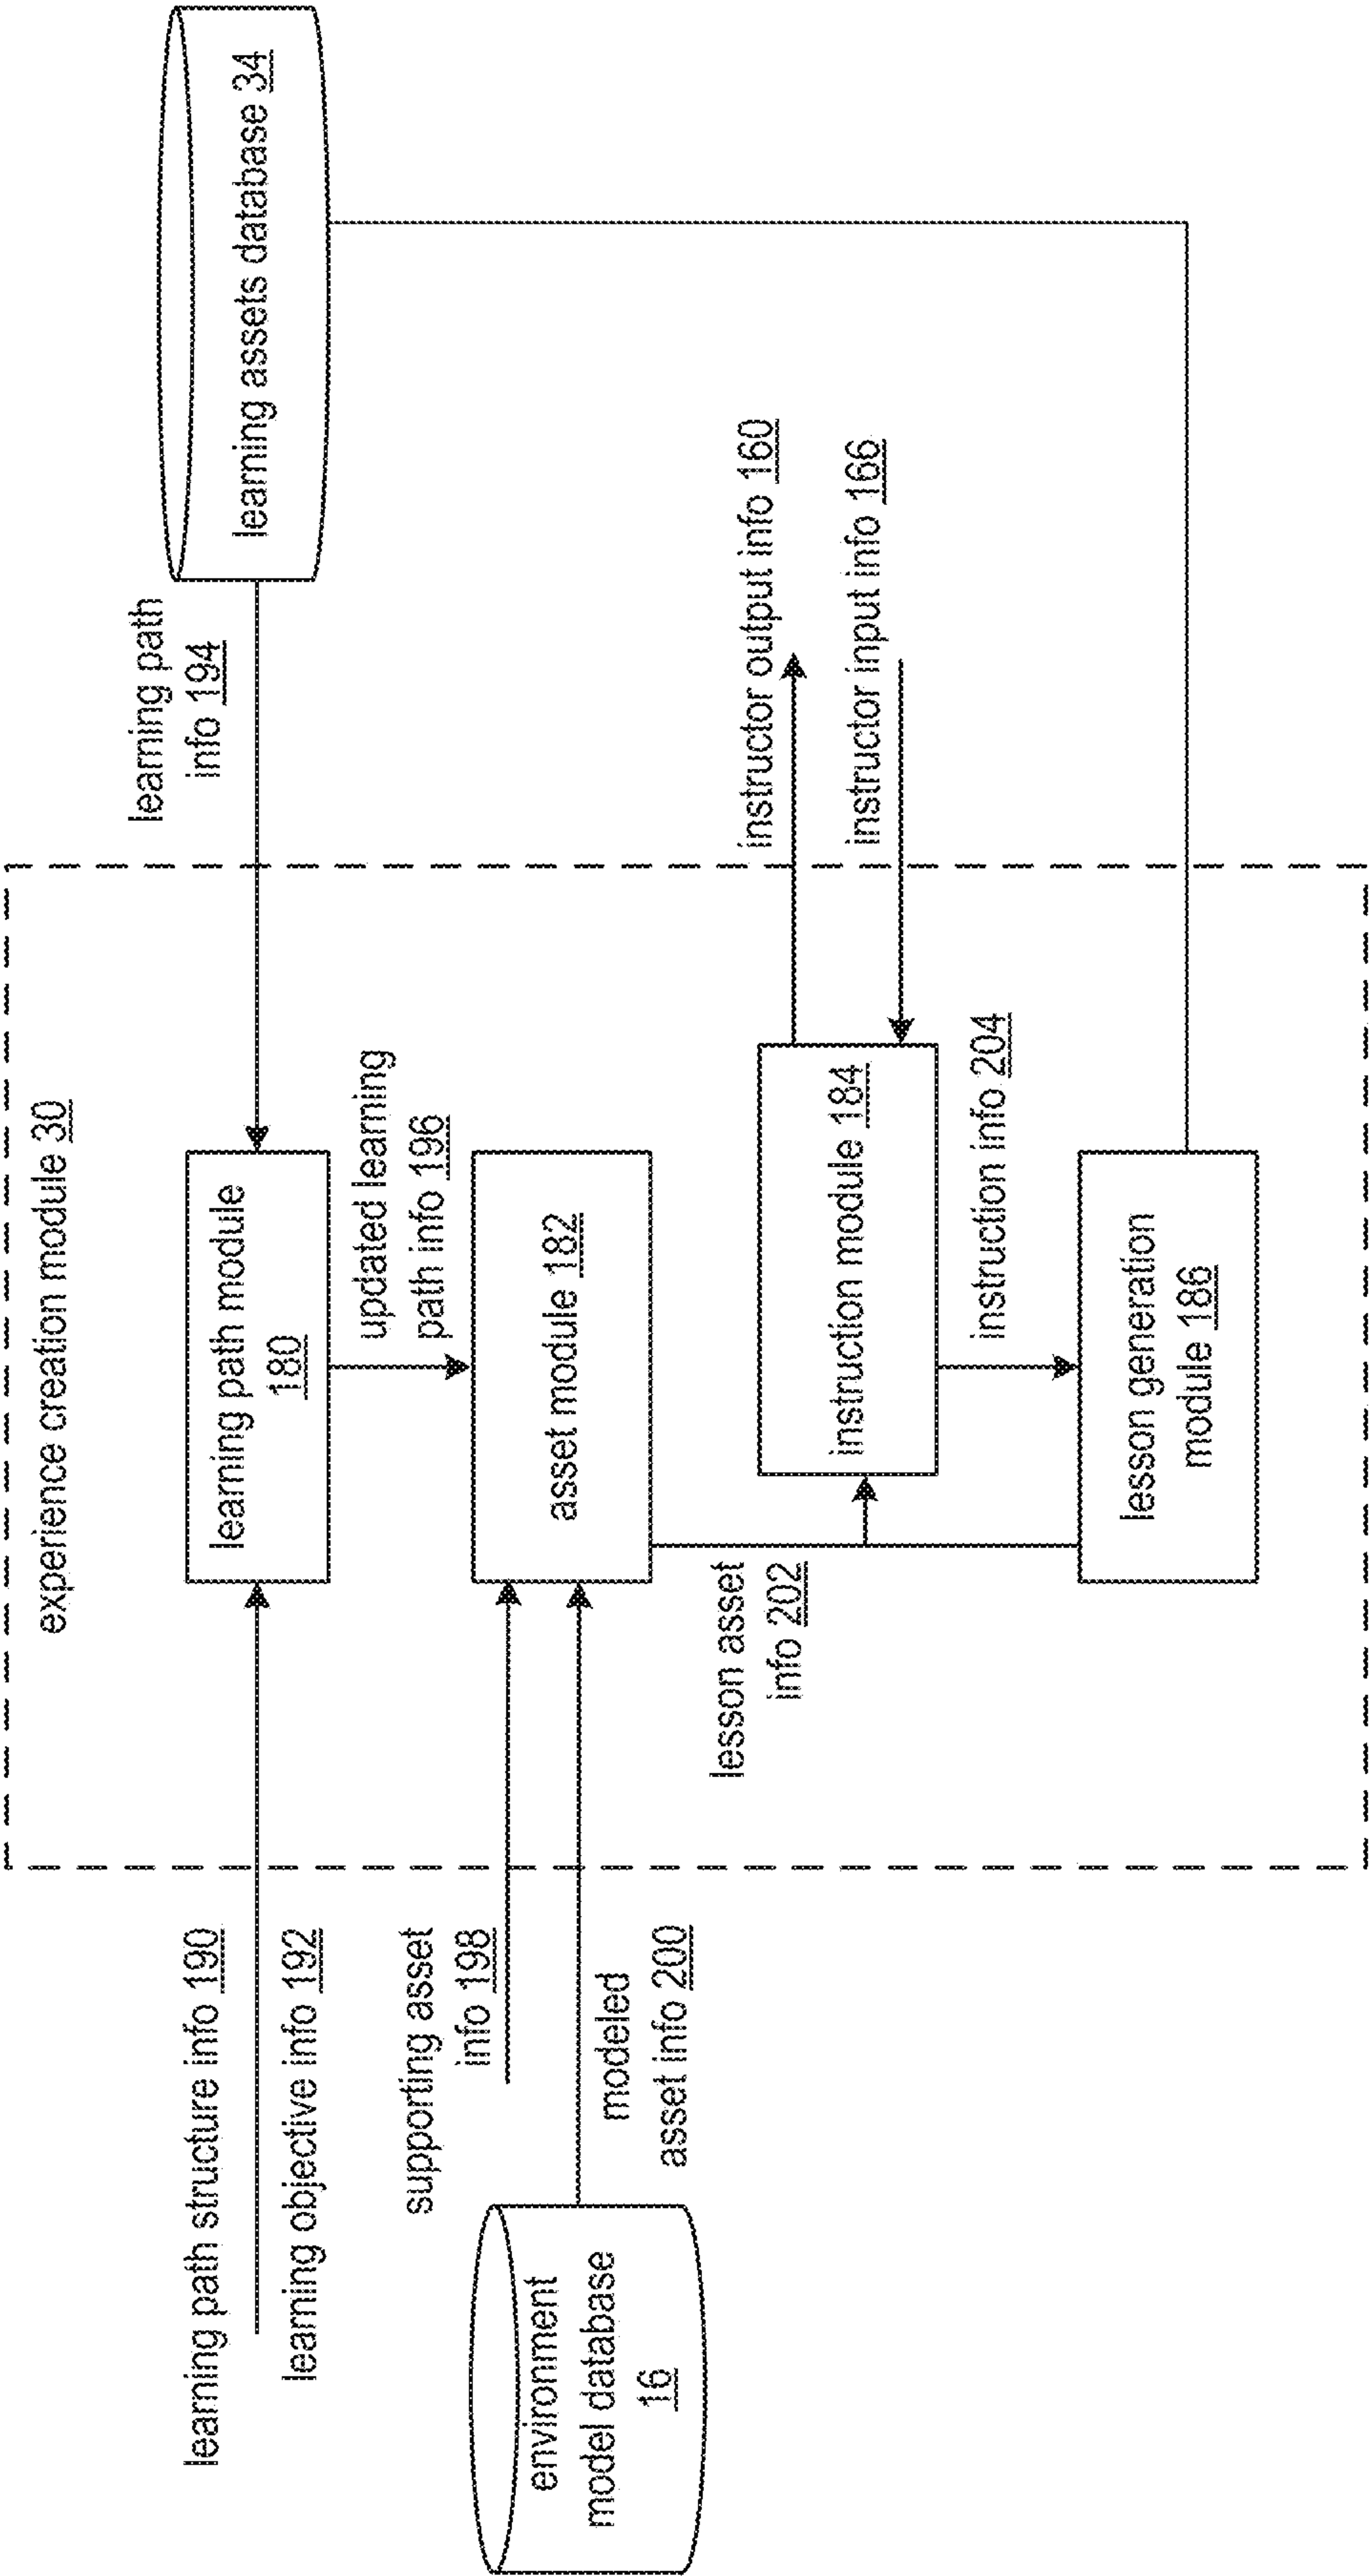 experience creation module 30
learning path structure info 190
learning objective info 192
learning path module
180
learning path
info 194
learning assets database 34
updated learning
path info 196
supporting asset
info 198
asset module 182
environment
model database
16
modeled
asset info 200
lesson asset
info 202
instruction module 184
instructor output info 160
instructor input info 166
instruction info 204
lesson generation
module 186